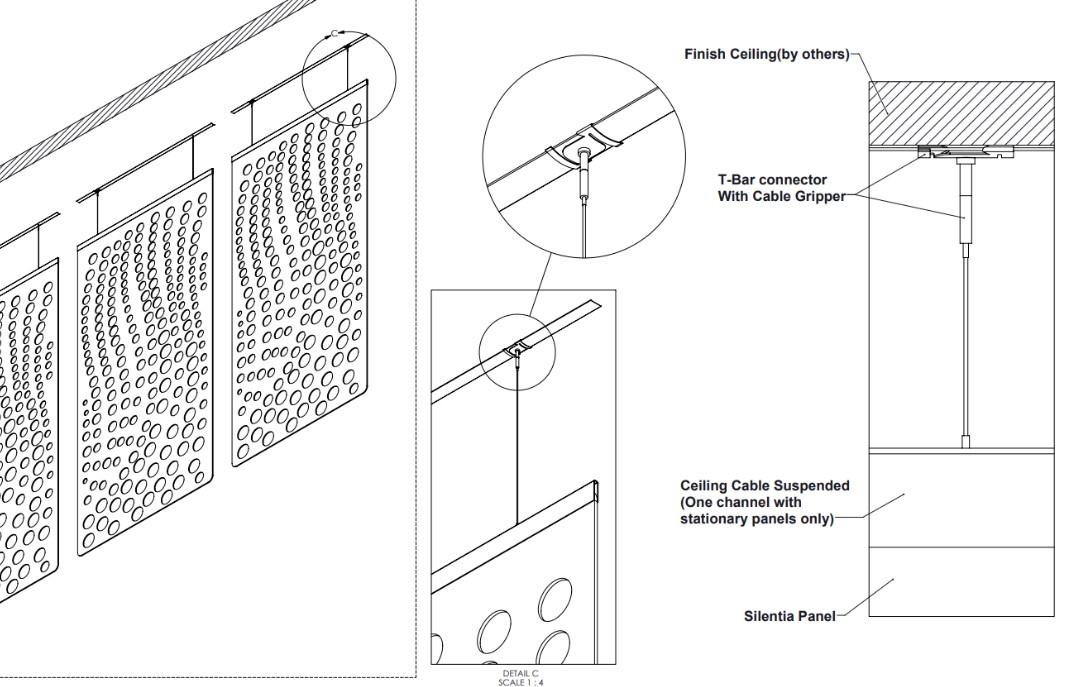 C
Finish Ceiling(by others)
T-Bar connector
With Cable Gripper
Ceiling Cable Suspended
(One channel with
stationary panels only)
Silentia Panel
DETAIL C
SCALE 1 : 4